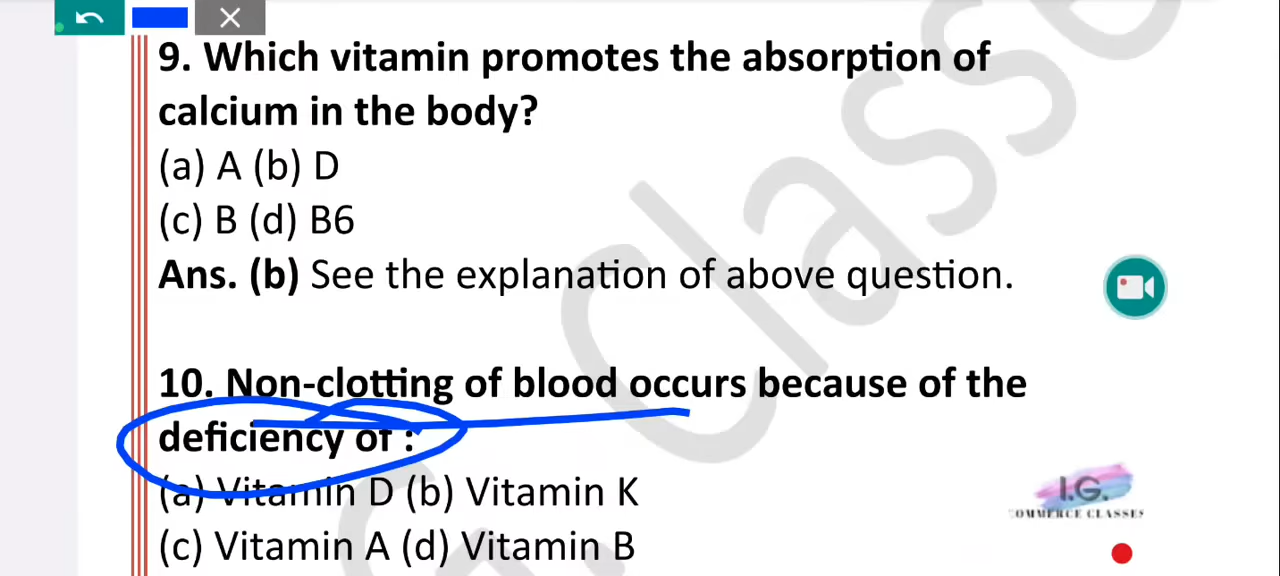 9. Which vitamin promotes the absorption of
calcium in the body?
(a) A (b) D
(c) B (d) B6
Ans. (b) See the explanation of above question.
10. Non-clotting of blood occurs because of the
deficiency of :
(a) Vitamin D (b) Vitamin K
(c) Vitamin A (d) Vitamin B
I.G.
COMMERCE CLASSES
Classe